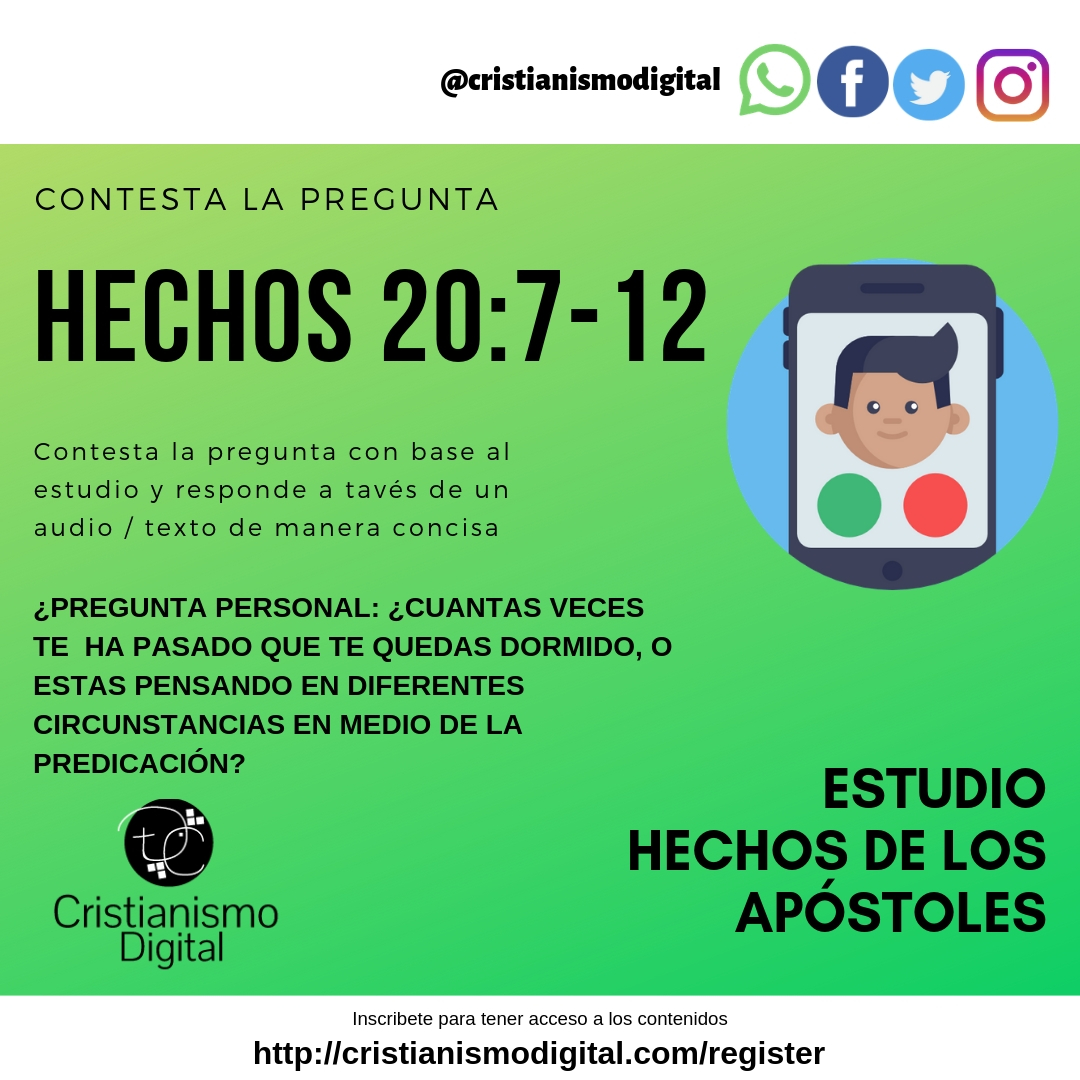 @cristianismodigital
CONTESTA LA PREGUNTA
HECHOS 20:7-12
Contesta la pregunta con base al
estudio y responde a tavés de un
audio / texto de manera concisa
¿PREGUNTA PERSONAL: ¿CUANTAS VECES
TE  HA PASADO QUE TE QUEDAS DORMIDO, O
ESTAS PENSANDO EN DIFERENTES
CIRCUNSTANCIAS EN MEDIO DE LA
PREDICACIÓN?
ESTUDIO
HECHOS DE LOS
APÓSTOLES
Cristianismo
Digital
Inscribete para tener acceso a los contenidos
http://cristianismodigital.com/register